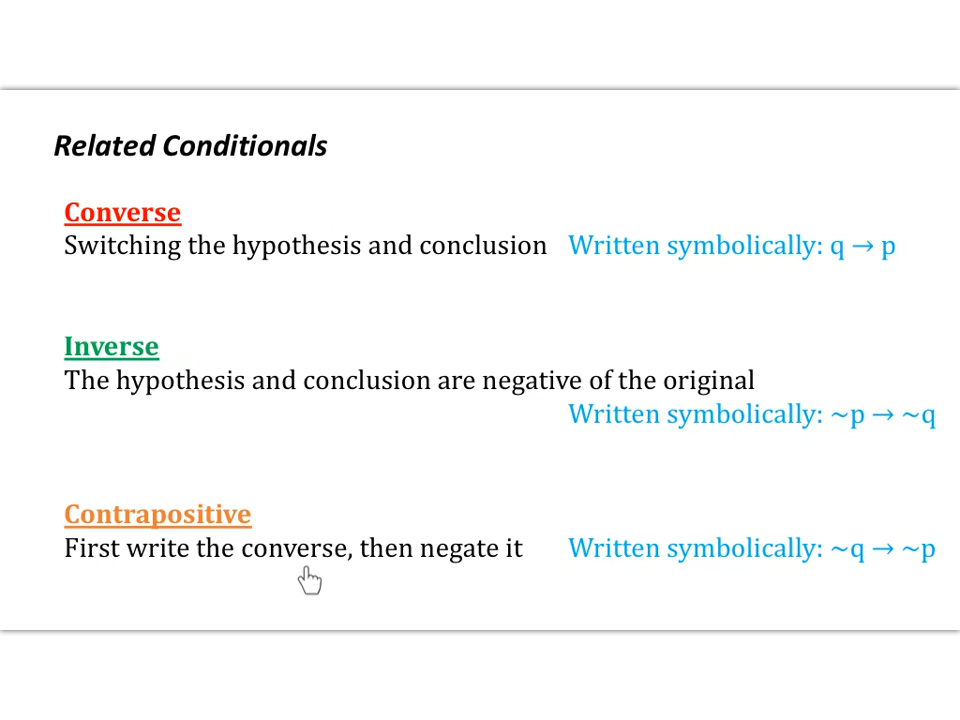 Related Conditionals
Converse
Switching the hypothesis and conclusion Written symbolically: q → p
Inverse
The hypothesis and conclusion are negative of the original
Written symbolically: ~p → ~q
Contrapositive
First write the converse, then negate it Written symbolically: ~q → ~p